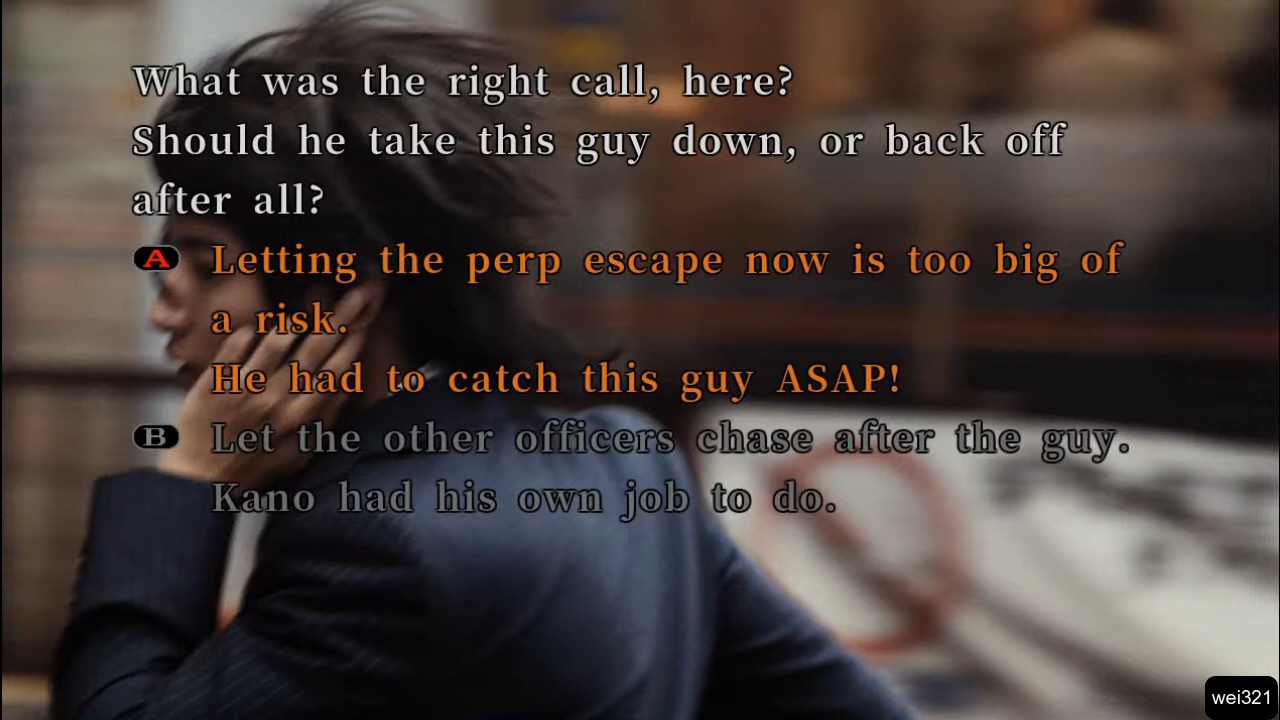 What was the right call, here?
Should he take this guy down, or back off
after all?
A Letting the perp escape now is too big of
a risk.
He had to catch this guy ASAP!
B Let the other officers chase after the guy.
Kano had his own job to do.
wei321